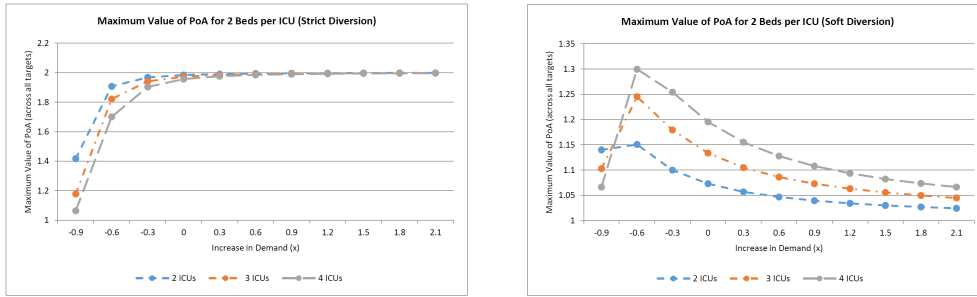 Maximum Value of PoA for 2 Beds per ICU (Strict Diversion)
Maximum Value of PoA (across all targets)
2.2
2
1.8
1.6
1.4
1.2
1
-0.9 -0.6 -0.3 0 0.3 0.6 0.9 1.2 1.5 1.8 2.1
Increase in Demand (x)
2 ICUs 3 ICUs 4 ICUs
Maximum Value of PoA for 2 Beds per ICU (Soft Diversion)
Maximum Value of PoA (across all targets)
1.35
1.3
1.25
1.2
1.15
1.1
1.05
1
-0.9 -0.6 -0.3 0 0.3 0.6 0.9 1.2 1.5 1.8 2.1
Increase in Demand (x)
2 ICUs 3 ICUs 4 ICUs